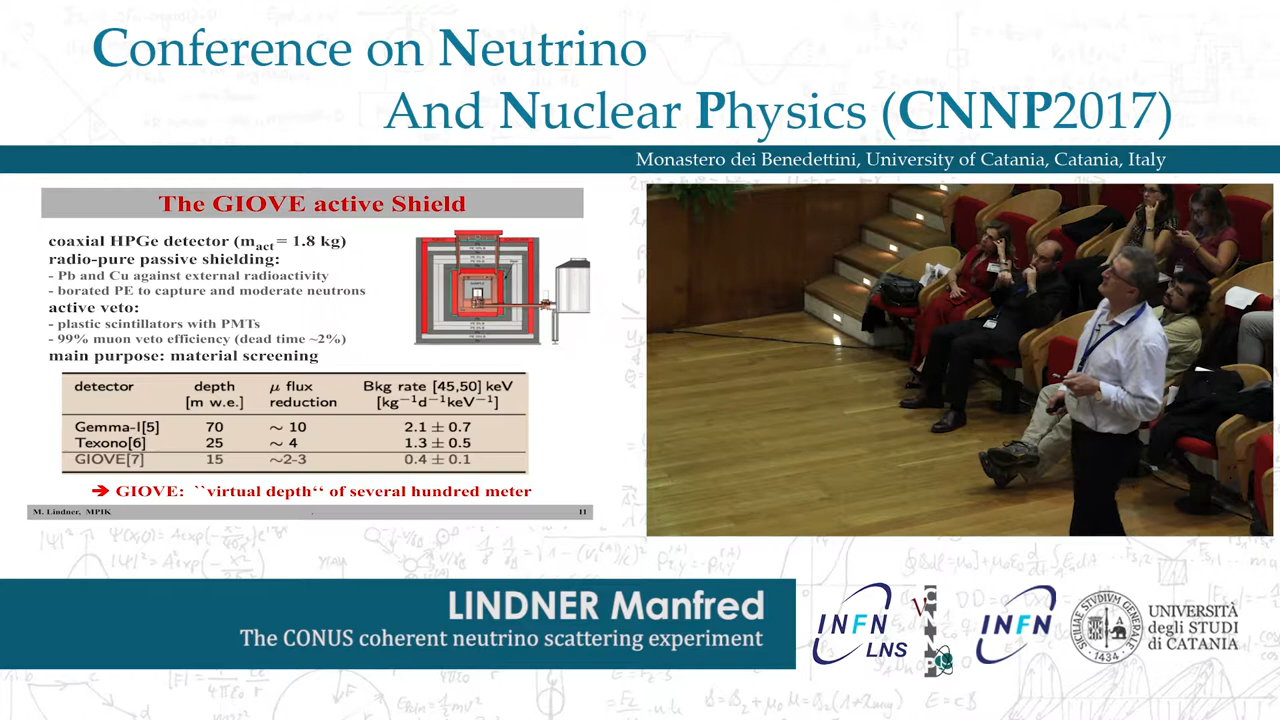 Conference on Neutrino
And Nuclear Physics (CNNP2017)
Monastero dei Benedettini, University of Catania, Catania, Italy
The GIOVE active Shield
coaxial HPGe detector (mact = 1.8 kg)
radio-pure passive shielding:
- Pb and Cu against external radioactivity
- borated PE to capture and moderate neutrons
active veto:
- plastic scintillators with PMTs
- 99% muon veto efficiency (dead time ~2%)
main purpose: material screening
detector depth μ flux Bkg rate [45,50] keV
[m w.e.] reduction [kg⁻¹d⁻¹keV⁻¹]
Gemma-I[5] 70 ~ 10 2.1 ± 0.7
Texono[6] 25 ~ 4 1.3 ± 0.5
GIOVE[7] 15 ~2-3 0.4 ± 0.1
➔ GIOVE: ``virtual depth‘‘ of several hundred meter
M. Lindner, MPIK 11
LINDNER Manfred
The CONUS coherent neutrino scattering experiment
INFN
LNS
INFN
SICILIAE STUDIUM GENERALE
1434
UNIVERSITÀ
degli STUDI
di CATANIA